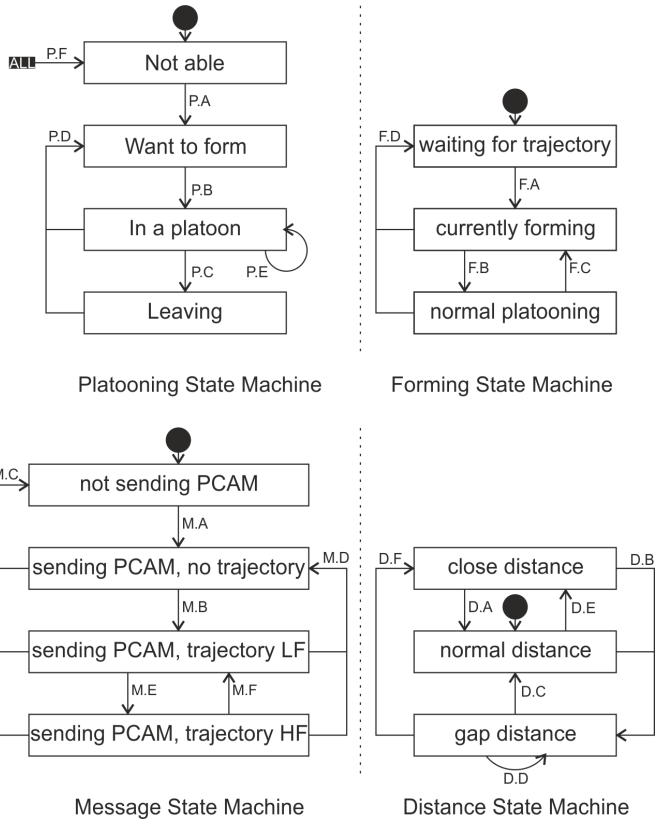 P.F
ALL
Not able
P.A
P.D
Want to form
P.B
In a platoon
P.C
P.E
Leaving
Platooning State Machine
waiting for trajectory
F.D
F.A
currently forming
F.B
F.C
normal platooning
Forming State Machine
M.C
not sending PCAM
M.A
sending PCAM, no trajectory
M.D
M.B
sending PCAM, trajectory LF
M.E
M.F
sending PCAM, trajectory HF
Message State Machine
D.F
close distance
D.B
D.A
D.E
normal distance
D.C
gap distance
D.D
Distance State Machine